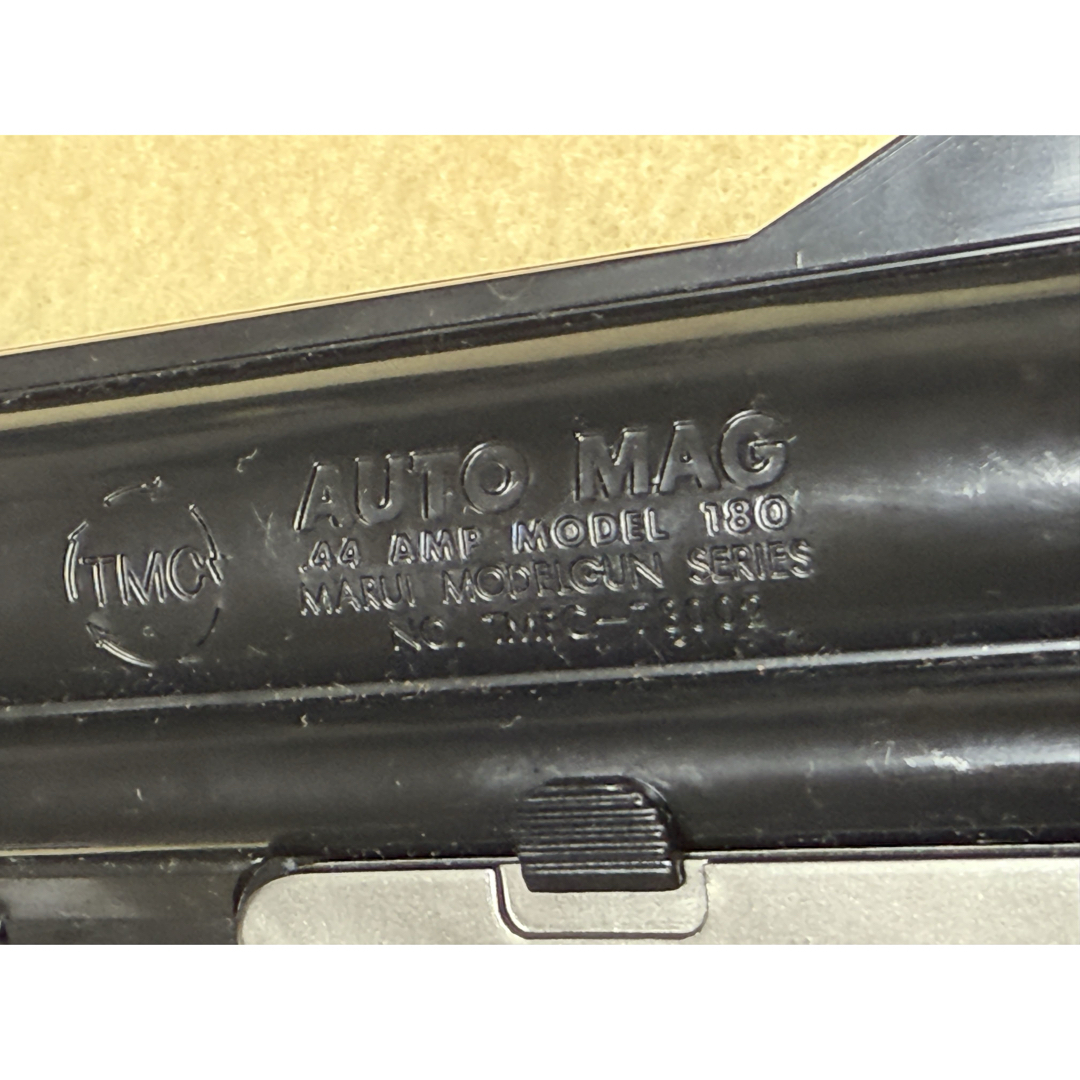 TMC
AUTO MAG
.44 AMP MODEL 180
MARUI MODELGUN SERIES
NO.